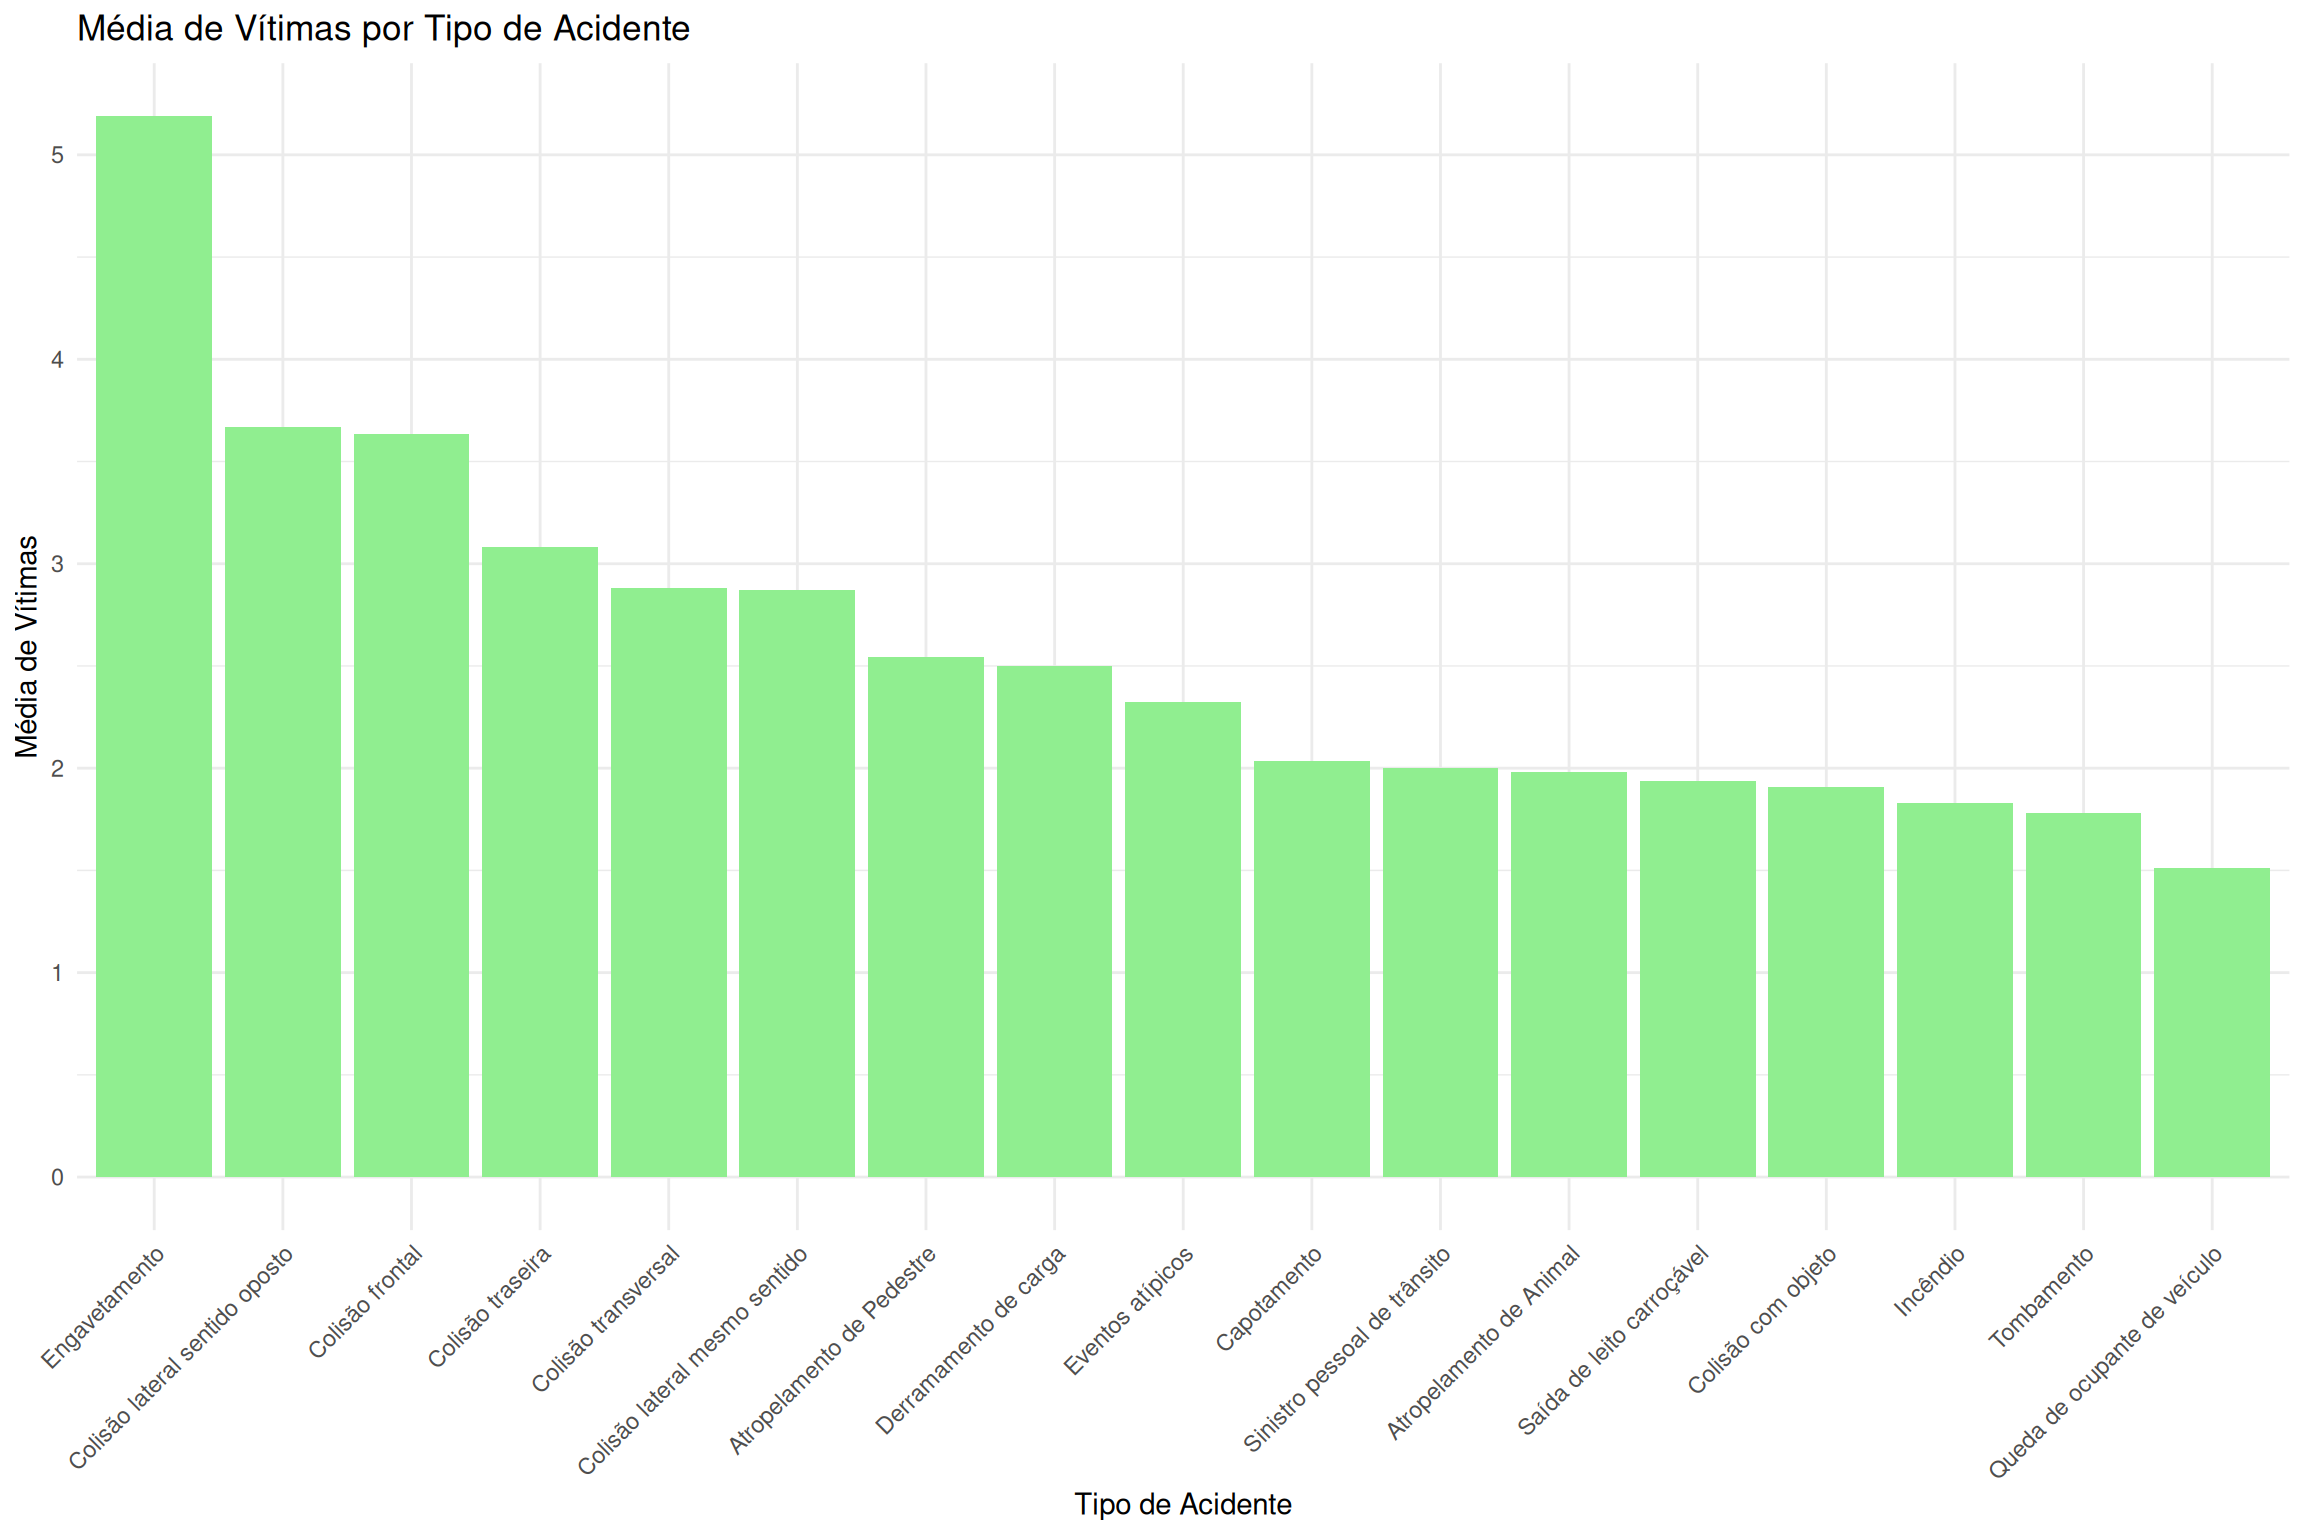 Média de Vítimas por Tipo de Acidente
Média de Vítimas
5
4
3
2
1
0
Engavetamento
Colisão lateral sentido oposto
Colisão frontal
Colisão traseira
Colisão transversal
Colisão lateral mesmo sentido
Atropelamento de Pedestre
Derramamento de carga
Eventos atípicos
Capotamento
Sinistro pessoal de trânsito
Atropelamento de Animal
Saída de leito carroçável
Colisão com objeto
Incêndio
Tombamento
Queda de ocupante de veículo
Tipo de Acidente